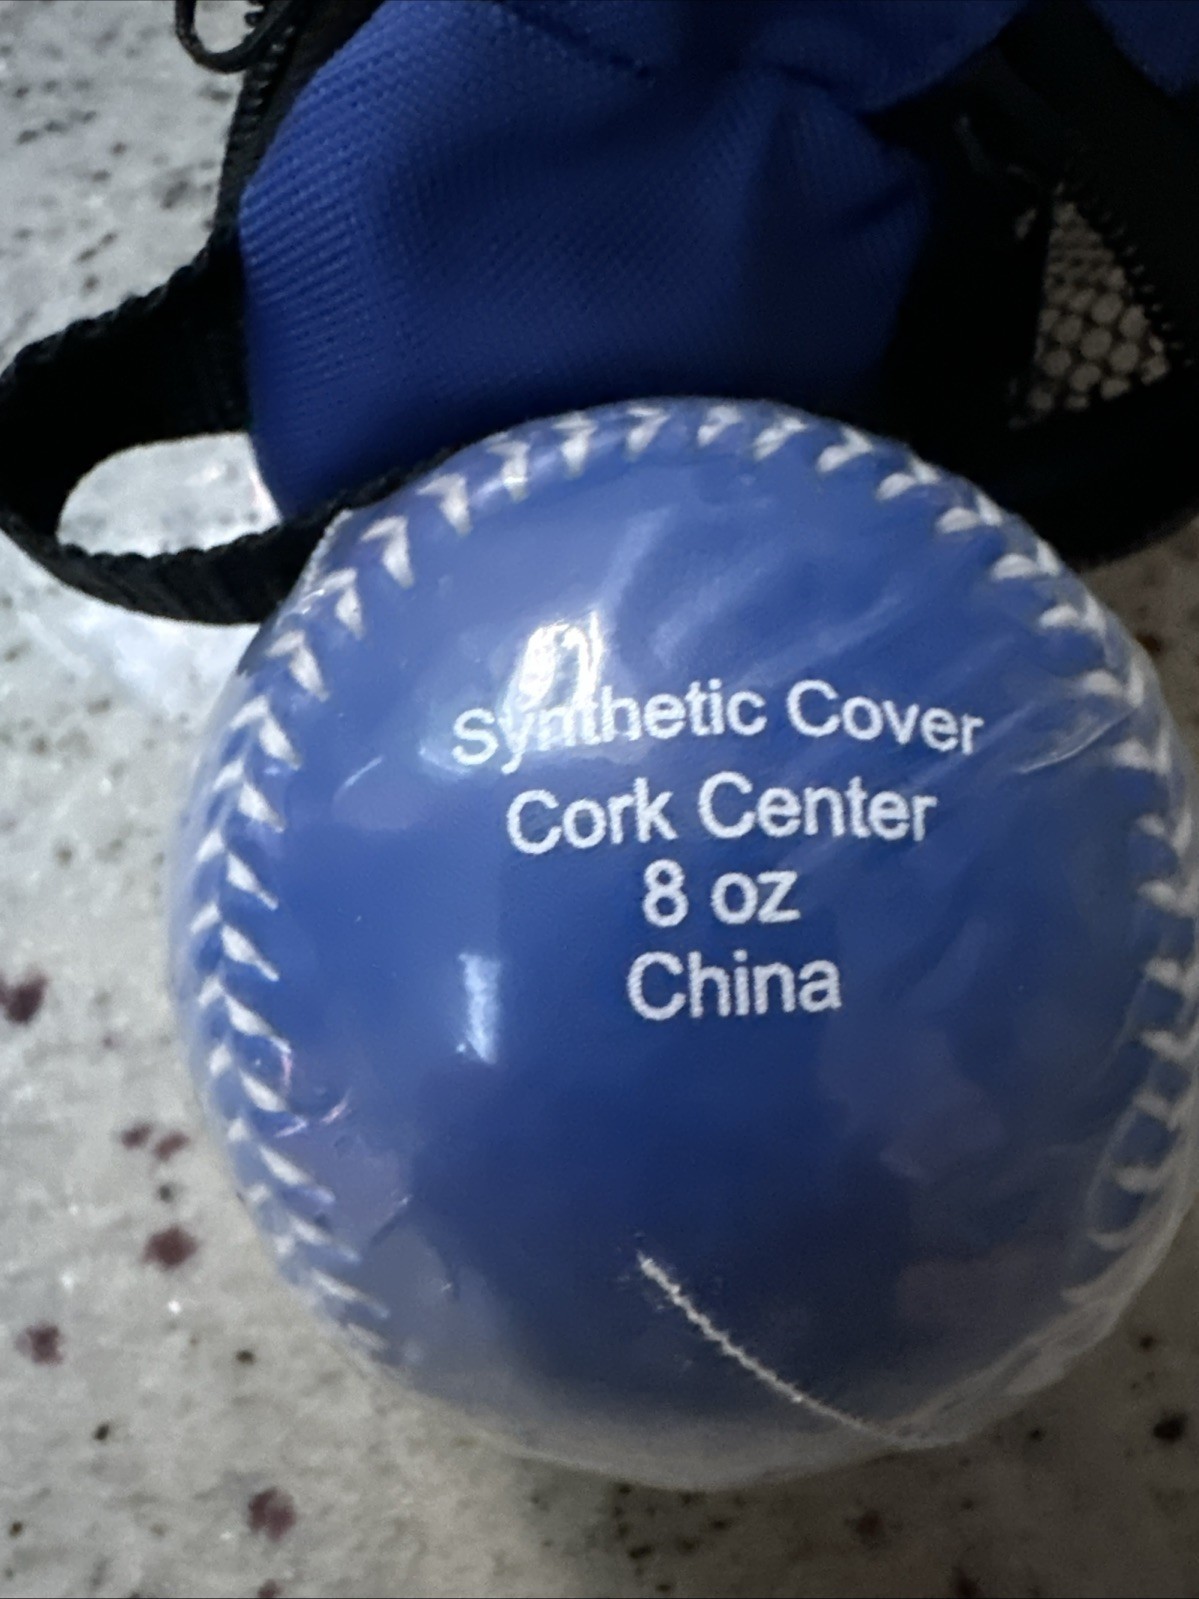 Synthetic Cover
Cork Center
8 oz
China